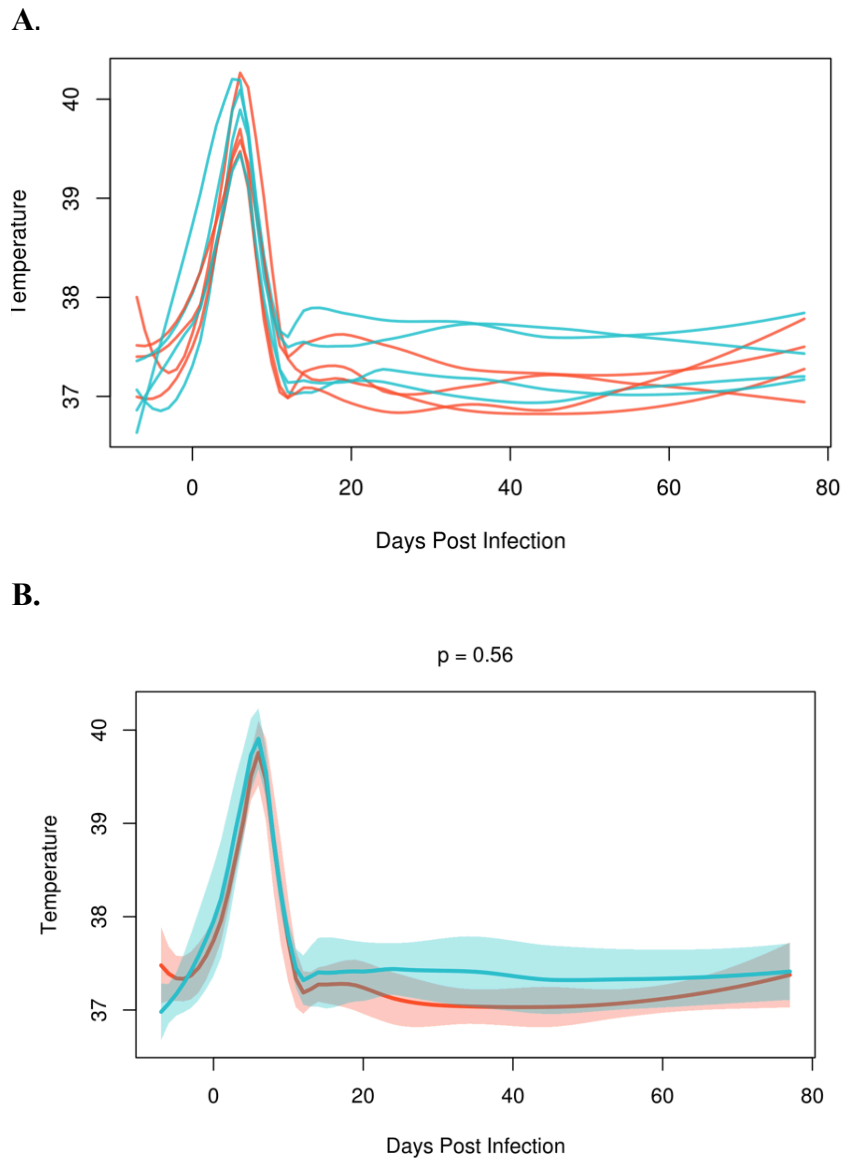 A.
40
39
38
37
Temperature
0 20 40 60 80
Days Post Infection
B.
p = 0.56
40
39
38
37
Temperature
0 20 40 60 80
Days Post Infection